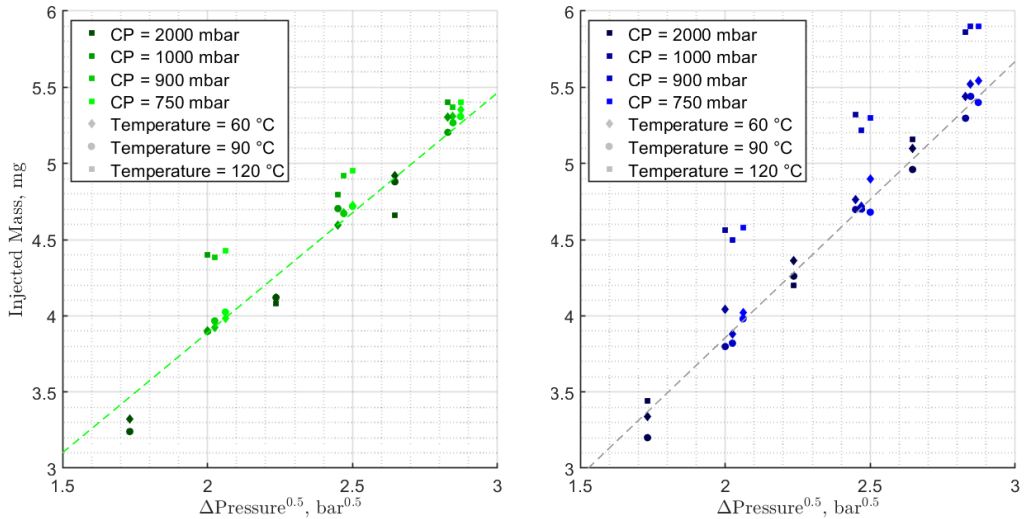 6
5.5
5
4.5
4
3.5
3
Injected Mass, mg
CP = 2000 mbar
CP = 1000 mbar
CP = 900 mbar
CP = 750 mbar
Temperature = 60 °C
Temperature = 90 °C
Temperature = 120 °C
1.5 2 2.5 3
ΔPressure^0.5, bar^0.5
6
5.5
5
4.5
4
3.5
3
CP = 2000 mbar
CP = 1000 mbar
CP = 900 mbar
CP = 750 mbar
Temperature = 60 °C
Temperature = 90 °C
Temperature = 120 °C
1.5 2 2.5 3
ΔPressure^0.5, bar^0.5